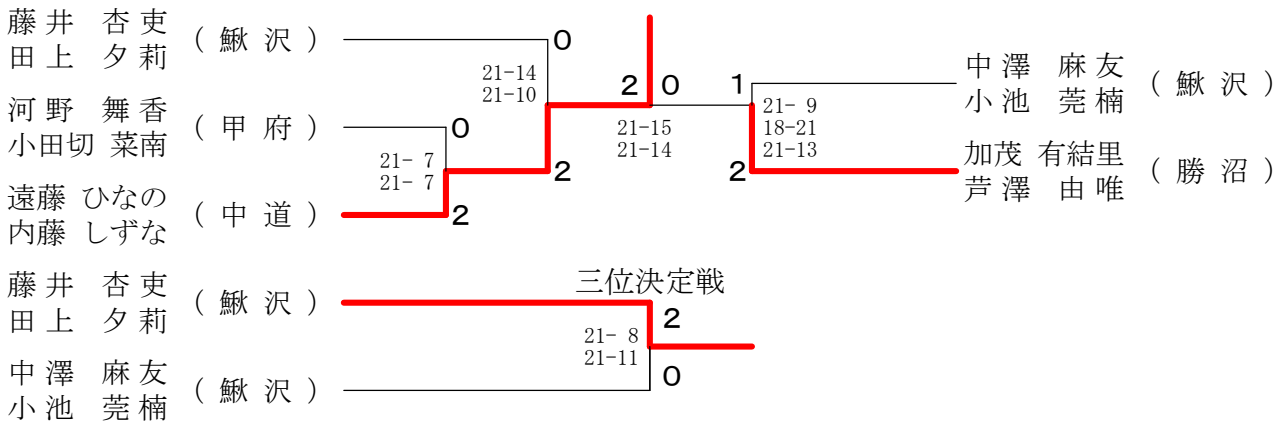 藤井 杏吏
田上 夕莉
( 鰍沢 )
河野 舞香
小田切 菜南
( 甲府 )
遠藤 ひなの
内藤 しずな
( 中道 )
0
21-14
21-10
0
21- 7
21- 7
2
2
2 0
21-15
21-14
1
21- 9
18-21
21-13
2
中澤 麻友
小池 莞楠
( 鰍沢 )
加茂 有結里
芦澤 由唯
( 勝沼 )
三位決定戦
藤井 杏吏
田上 夕莉
( 鰍沢 )
中澤 麻友
小池 莞楠
( 鰍沢 )
2
21- 8
21-11
0